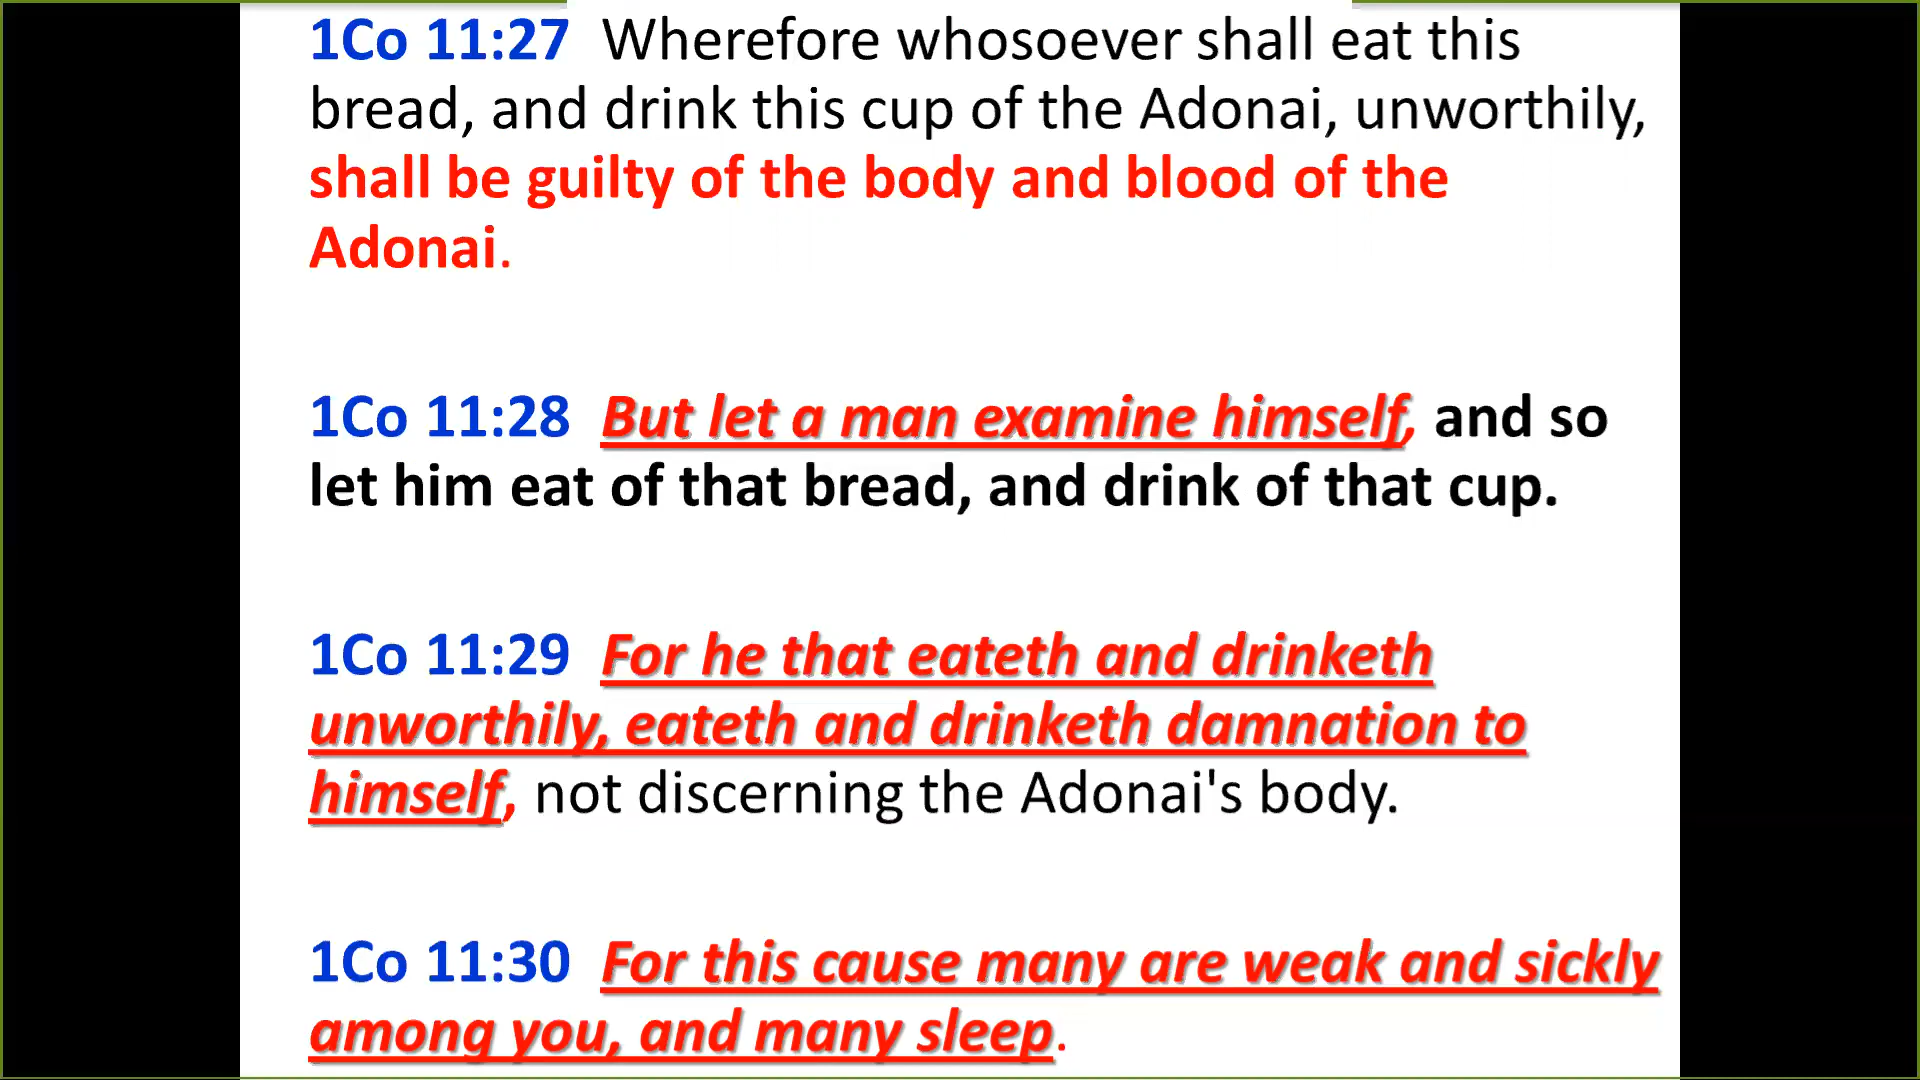 1Co 11:27 Wherefore whosoever shall eat this
bread, and drink this cup of the Adonai, unworthily,
shall be guilty of the body and blood of the
Adonai.
1Co 11:28 But let a man examine himself, and so
let him eat of that bread, and drink of that cup.
1Co 11:29 For he that eateth and drinketh
unworthily, eateth and drinketh damnation to
himself, not discerning the Adonai's body.
1Co 11:30 For this cause many are weak and sickly
among you, and many sleep.